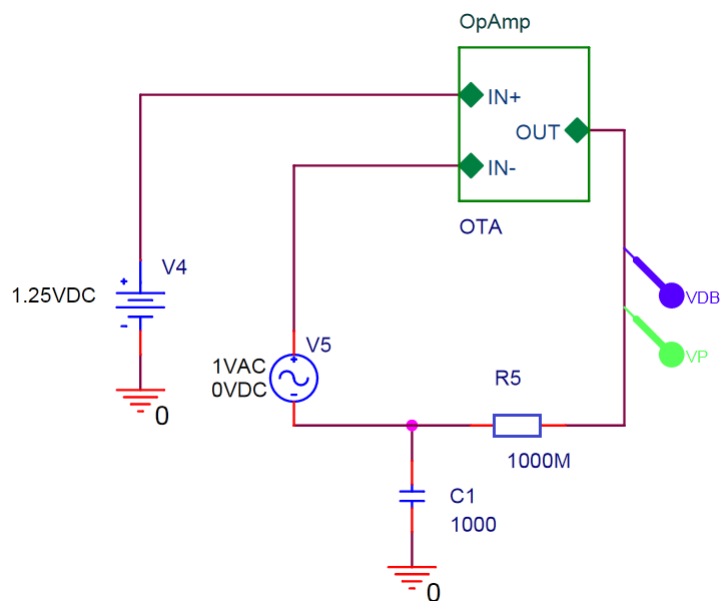 OpAmp
IN+
OUT
IN-
OTA
V4
1.25VDC
+
-
0
V5
1VAC
0VDC
+
-
R5
1000M
C1
1000
0
VDB
VP